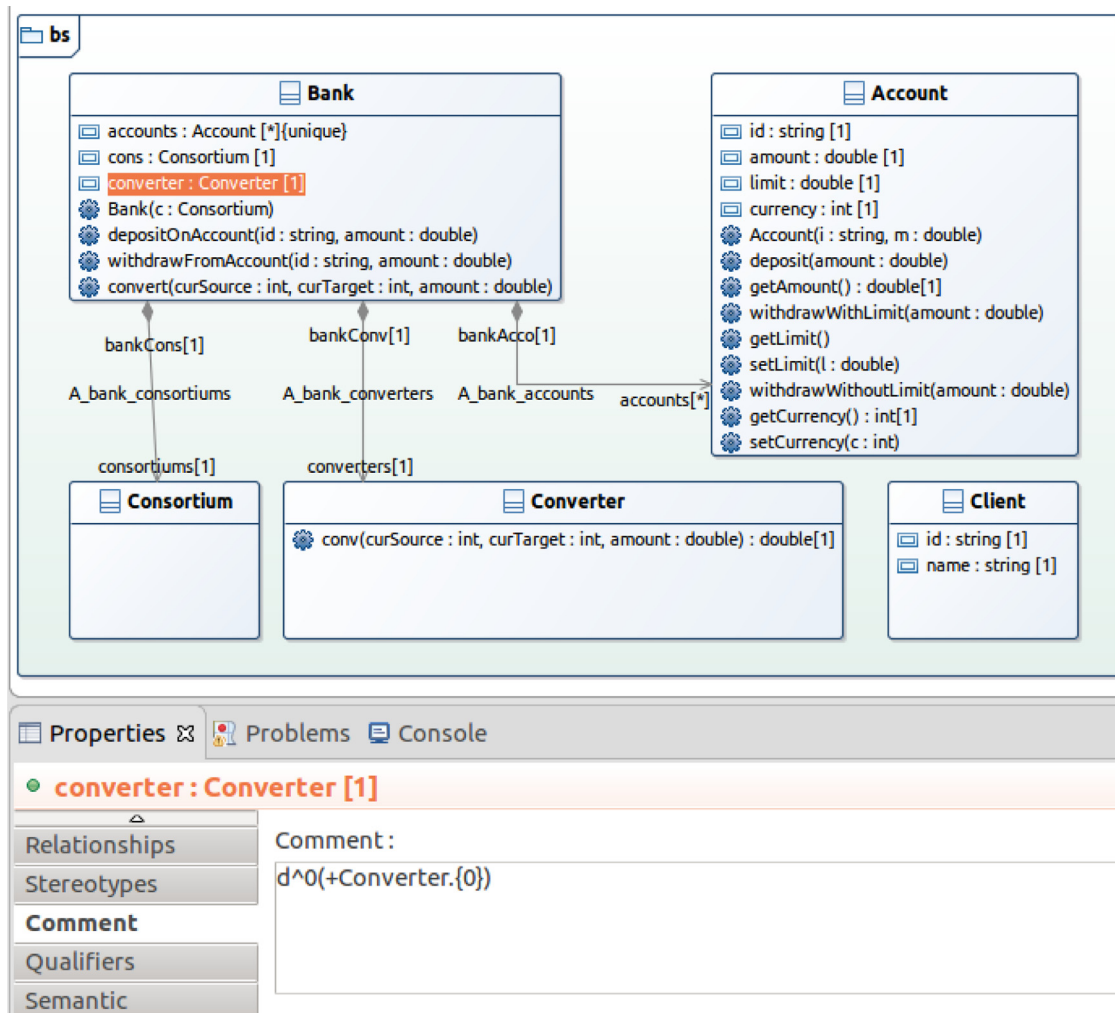 bs
Bank
accounts : Account [*]{unique}
cons : Consortium [1]
converter : Converter [1]
Bank(c : Consortium)
depositOnAccount(id : string, amount : double)
withdrawFromAccount(id : string, amount : double)
convert(curSource : int, curTarget : int, amount : double)
Account
id : string [1]
amount : double [1]
limit : double [1]
currency : int [1]
Account(i : string, m : double)
deposit(amount : double)
getAmount() : double[1]
withdrawWithLimit(amount : double)
getLimit()
setLimit(l : double)
withdrawWithoutLimit(amount : double)
getCurrency() : int[1]
setCurrency(c : int)
bankCons[1]
bankConv[1]
bankAcco[1]
A_bank_consortiums
A_bank_converters
A_bank_accounts
accounts[*]
consortiums[1]
converters[1]
Consortium
Converter
conv(curSource : int, curTarget : int, amount : double) : double[1]
Client
id : string [1]
name : string [1]
Properties
Problems
Console
converter : Converter [1]
Relationships
Stereotypes
Comment
Qualifiers
Semantic
Comment :
d^0(+Converter.{0})